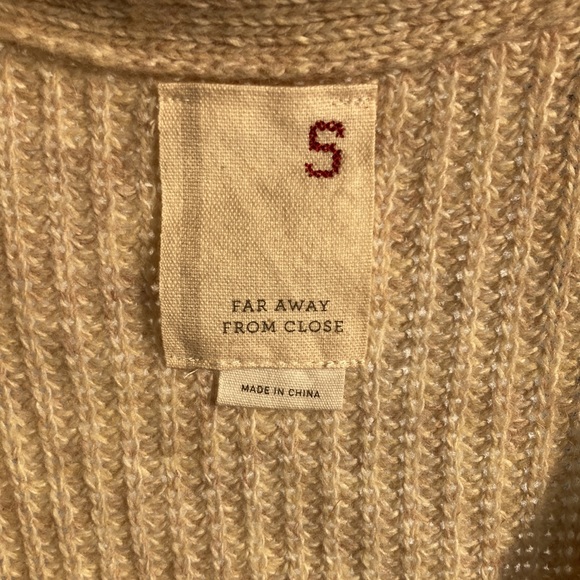 S
FAR AWAY
FROM CLOSE
MADE IN CHINA